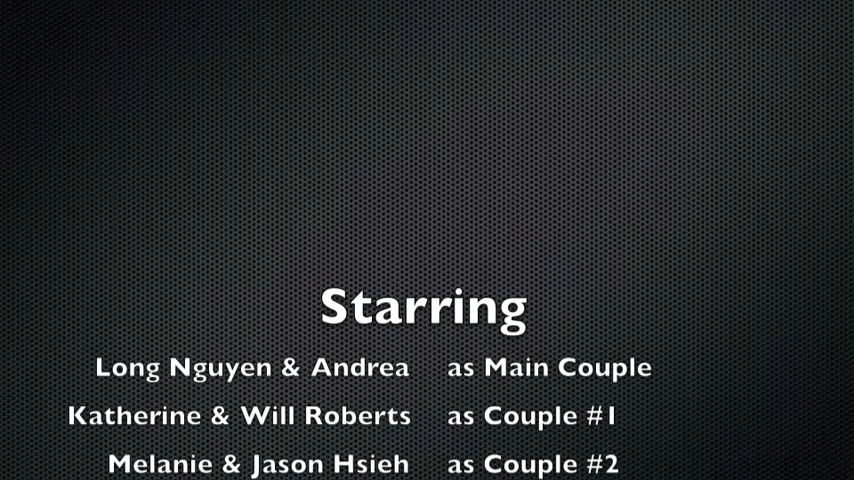 Starring
Long Nguyen & Andrea as Main Couple
Katherine & Will Roberts as Couple #1
Melanie & Jason Hsieh as Couple #2